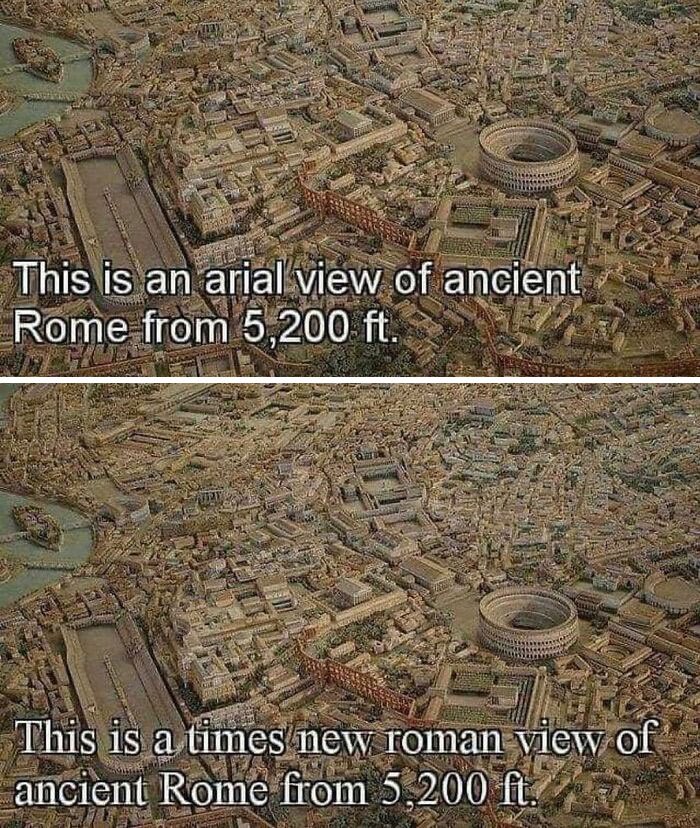 This is an arial view of ancient
Rome from 5,200 ft.
This is a times new roman view of
ancient Rome from 5,200 ft.